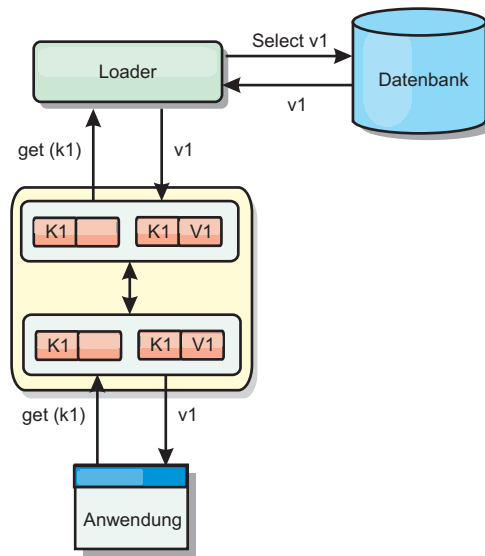 Loader
Select v1
v1
Datenbank
get (k1)
v1
K1
K1 V1
K1
K1 V1
get (k1)
v1
Anwendung